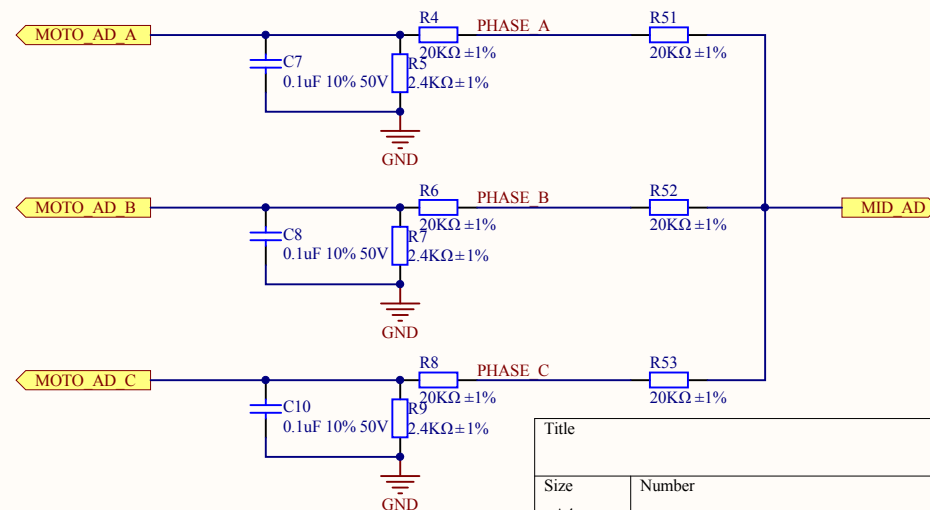 R4
PHASE_A
R51
MOTO_AD_A
20KΩ ±1%
20KΩ ±1%
C7
R5
0.1uF 10% 50V
2.4KΩ±1%
GND
R6
PHASE_B
R52
MOTO_AD_B
MID_AD
20KΩ ±1%
20KΩ ±1%
C8
R7
0.1uF 10% 50V
2.4KΩ±1%
GND
R8
PHASE_C
R53
MOTO_AD_C
20KΩ ±1%
20KΩ ±1%
C10
R9
0.1uF 10% 50V
2.4KΩ±1%
GND
Title
Size
Number